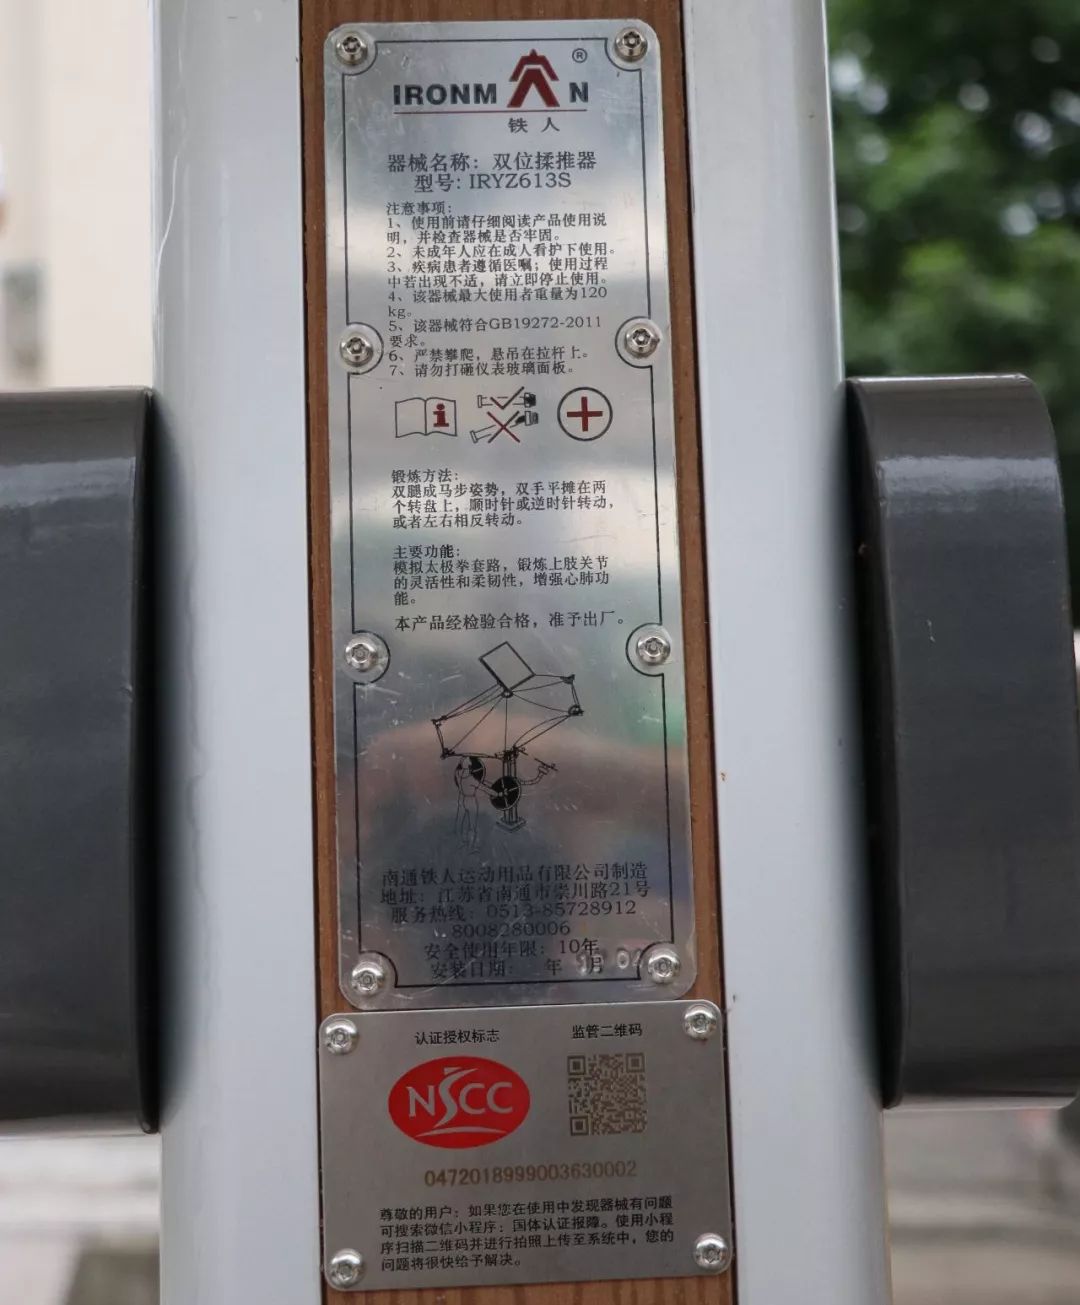 IRONMAN®
铁人
器械名称：双位揉推器
型号：IRYZ613S
注意事项：
1、使用前请仔细阅读产品使用说
明，并检查器械是否牢固。
2、未成年人应在成人看护下使用。
3、疾病患者遵循医嘱；使用过程
中若出现不适，请立即停止使用。
4、该器械最大使用者重量为120
kg。
5、该器械符合GB19272-2011
要求。
6、严禁攀爬，悬吊在拉杆上。
7、请勿打砸仪表玻璃面板。
锻炼方法：
双腿成马步姿势，双手平摊在两
个转盘上，顺时针或逆时针转动，
或者左右相反转动。
主要功能：
模拟太极拳套路，锻炼上肢关节
的灵活性和柔韧性，增强心肺功
能。
本产品经检验合格，准予出厂。
南通铁人运动用品有限公司制造
地址：江苏省南通市崇川路21号
服务热线：0513-85728912
8008280006
安全使用年限：10年
安装日期： 年 月
认证授权标志
监管二维码
NSCC
0472018999003630002
尊敬的用户：如果您在使用中发现器械有问题
可搜索微信小程序：国体认证报障。使用小程
序扫描二维码并进行拍照上传至系统中，您的
问题将很快给予解决。